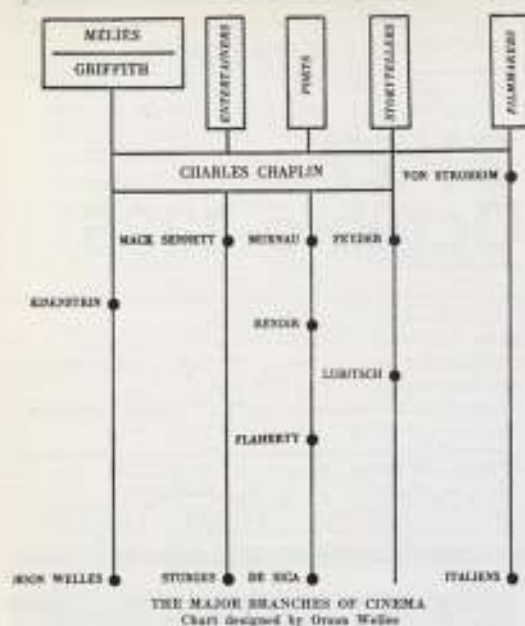 MÉLIÈS
GRIFFITH
ENTERTAINERS
POETS
STORYTELLERS
FILMMAKERS
CHARLES CHAPLIN
VON STROHEIM
MACK SENNETT
MURNAU
FEYDER
EISENSTEIN
RENOIR
LUBITSCH
FLAHERTY
ORSON WELLES
STURGES
DE SICA
ITALIENS
THE MAJOR BRANCHES OF CINEMA
Chart designed by Orson Welles